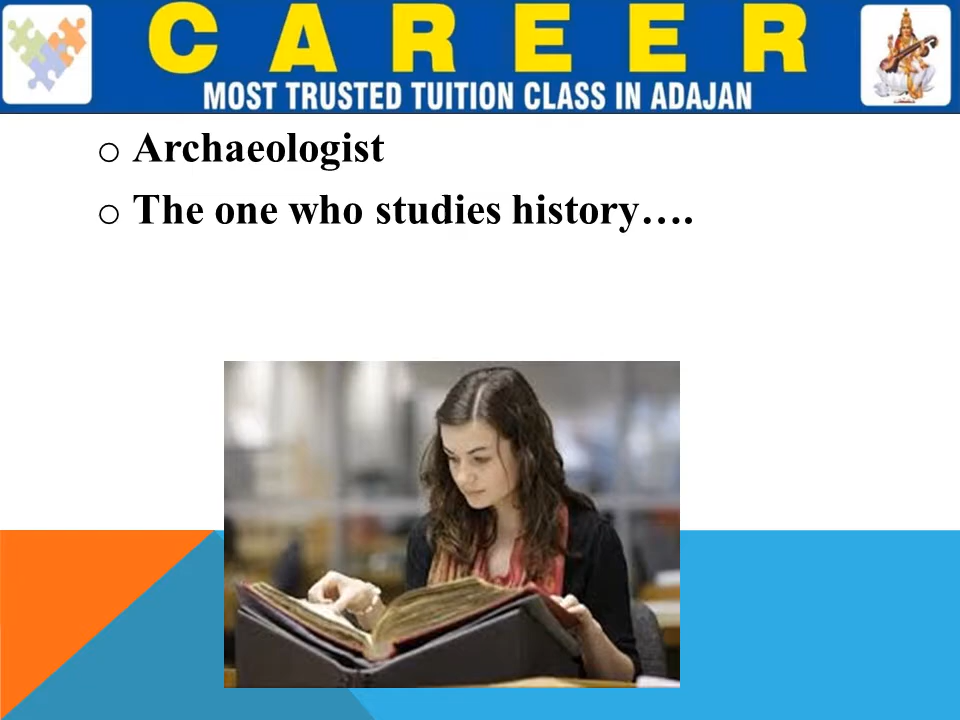 CAREER
MOST TRUSTED TUITION CLASS IN ADAJAN
o Archaeologist
o The one who studies history….